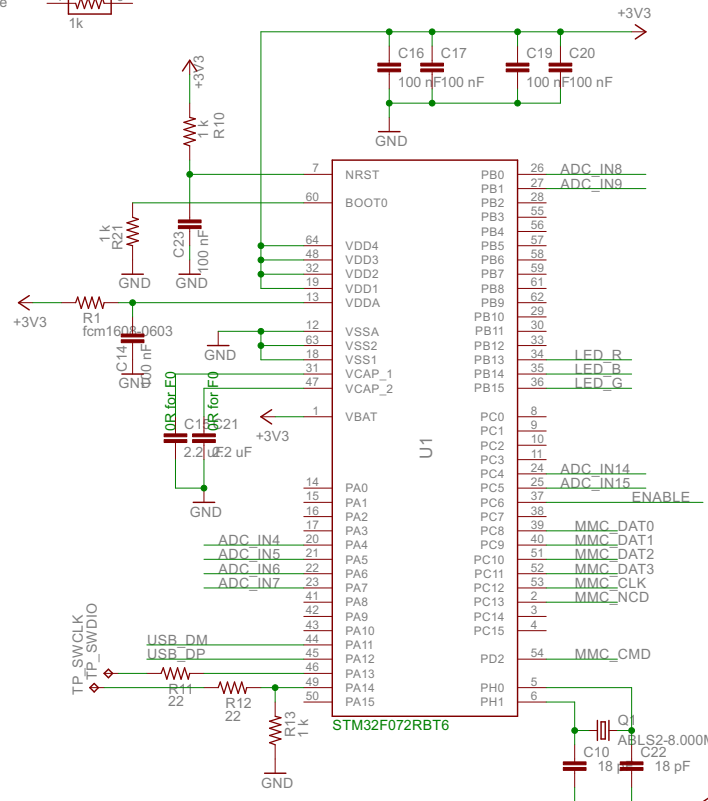 e
1k
+3V3
C16
C17
C19
C20
100 nF
100 nF
100 nF
100 nF
GND
+3V3
1 k
R10
7
NRST
60
BOOT0
1k
R21
C23
100 nF
GND
GND
64
VDD4
48
VDD3
32
VDD2
19
VDD1
13
VDDA
+3V3
R1
fcm1608-0603
C14
100 nF
GND
12
VSSA
63
VSS2
18
VSS1
31
VCAP_1
47
VCAP_2
GND
0R for F0
0R for F0
C15
C21
2.2 uF
2.2 uF
GND
+3V3
1
VBAT
U1
14
PA0
15
PA1
16
PA2
17
PA3
ADC_IN4
20
PA4
ADC_IN5
21
PA5
ADC_IN6
22
PA6
ADC_IN7
23
PA7
41
PA8
42
PA9
43
PA10
USB_DM
44
PA11
USB_DP
45
PA12
46
PA13
49
PA14
50
PA15
TP_SWCLK
TP_SWDIO
R11
22
R12
22
R13
1 k
GND
STM32F072RBT6
PB0
26
ADC_IN8
PB1
27
ADC_IN9
PB2
28
PB3
55
PB4
56
PB5
57
PB6
58
PB7
59
PB8
61
PB9
62
PB10
29
PB11
30
PB12
33
PB13
34
LED_R
PB14
35
LED_B
PB15
36
LED_G
PC0
8
PC1
9
PC2
10
PC3
11
PC4
24
ADC_IN14
PC5
25
ADC_IN15
PC6
37
ENABLE
PC7
38
PC8
39
MMC_DAT0
PC9
40
MMC_DAT1
PC10
51
MMC_DAT2
PC11
52
MMC_DAT3
PC12
53
MMC_CLK
PC13
2
MMC_NCD
PC14
3
PC15
4
PD2
54
MMC_CMD
PH0
5
PH1
6
Q1
ABLS2-8.000M
C10
18 pF
C22
18 pF